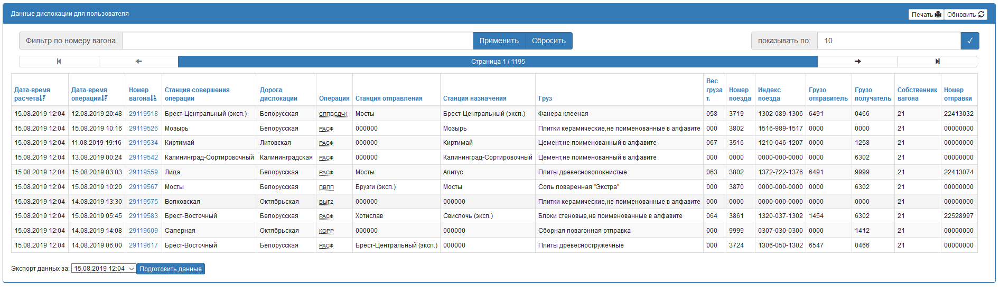 Данные дислокации для пользователя
Печать Обновить
Фильтр по номеру вагона Применить Сбросить показывать по: 10
Страница 1 / 1195
Дата-время расчета Дата-время операции Номер вагона Станция совершения операции Дорога дислокации Операция Станция отправления Станция назначения Груз Вес груза т. Номер поезда Индекс поезда Грузо отправитель Грузо получатель Собственник вагона Номер отправки
15.08.2019 12:04 12.08.2019 20:48 29119518 Брест-Центральный (эксп.) Белорусская СППВСДЧ1 Мосты Брест-Центральный (эксп.) Фанера клееная 058 3719 1302-089-1306 6491 0466 21 22413032
15.08.2019 12:04 15.08.2019 10:16 29119526 Мозырь Белорусская РАСФ 000000 Мозырь Плитки керамические,не поименованные в алфавите 000 3802 1516-989-1517 0000 0000 21 00000000
15.08.2019 12:04 11.08.2019 19:16 29119534 Киртимай Литовская РАСФ 000000 Киртимай Цемент,не поименованный в алфавите 067 3516 1210-046-1207 0000 1258 21 00000000
15.08.2019 12:04 13.08.2019 00:24 29119542 Калининград-Сортировочный Калининградская РАСФ 000000 Калининград-Сортировочный Цемент,не поименованный в алфавите 000 0000 0000-000-0000 0000 6302 21 00000000
15.08.2019 12:04 15.08.2019 03:03 29119559 Лида Белорусская РАСФ Мосты Алитус Плиты древесноволокнистые 063 3802 1372-722-1376 6491 9999 21 22413074
15.08.2019 12:04 15.08.2019 10:20 29119567 Мосты Белорусская ПВПП Брузги (эксп.) Мосты Соль поваренная "Экстра" 000 3870 0000-000-0000 0000 6302 21 00000000
15.08.2019 12:04 14.08.2019 13:30 29119575 Волковская Октябрьская ВЫГ2 000000 000000 Плитки керамические,не поименованные в алфавите 000 0000 0000-000-0000 0000 0000 21 00000000
15.08.2019 12:04 15.08.2019 05:45 29119583 Брест-Восточный Белорусская РАСФ Хотислав Свислочь (эксп.) Блоки стеновые,не поименованные в алфавите 064 3861 1320-037-1302 1454 6302 21 22528997
15.08.2019 12:04 14.08.2019 14:08 29119609 Саперная Октябрьская КОРР 000000 000000 Сборная повагонная отправка 000 9999 0307-030-0300 0000 1412 21 00000000
15.08.2019 12:04 14.08.2019 06:00 29119617 Брест-Восточный Белорусская РАСФ Брест-Центральный (эксп.) 000000 Плиты древесностружечные 000 3724 1306-050-1302 6547 0466 21 00000000
Экспорт данных за: 15.08.2019 12:04 Подготовить данные